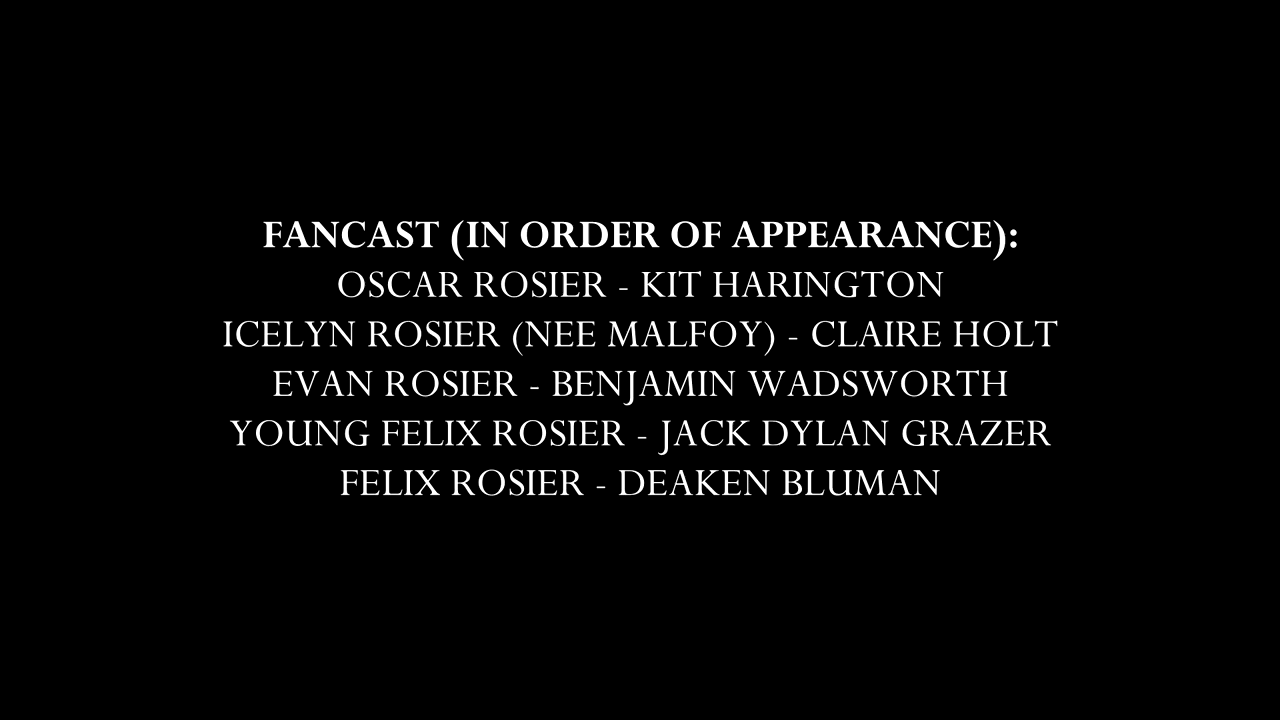 FANCAST (IN ORDER OF APPEARANCE):
OSCAR ROSIER - KIT HARINGTON
ICELYN ROSIER (NEE MALFOY) - CLAIRE HOLT
EVAN ROSIER - BENJAMIN WADSWORTH
YOUNG FELIX ROSIER - JACK DYLAN GRAZER
FELIX ROSIER - DEAKEN BLUMAN